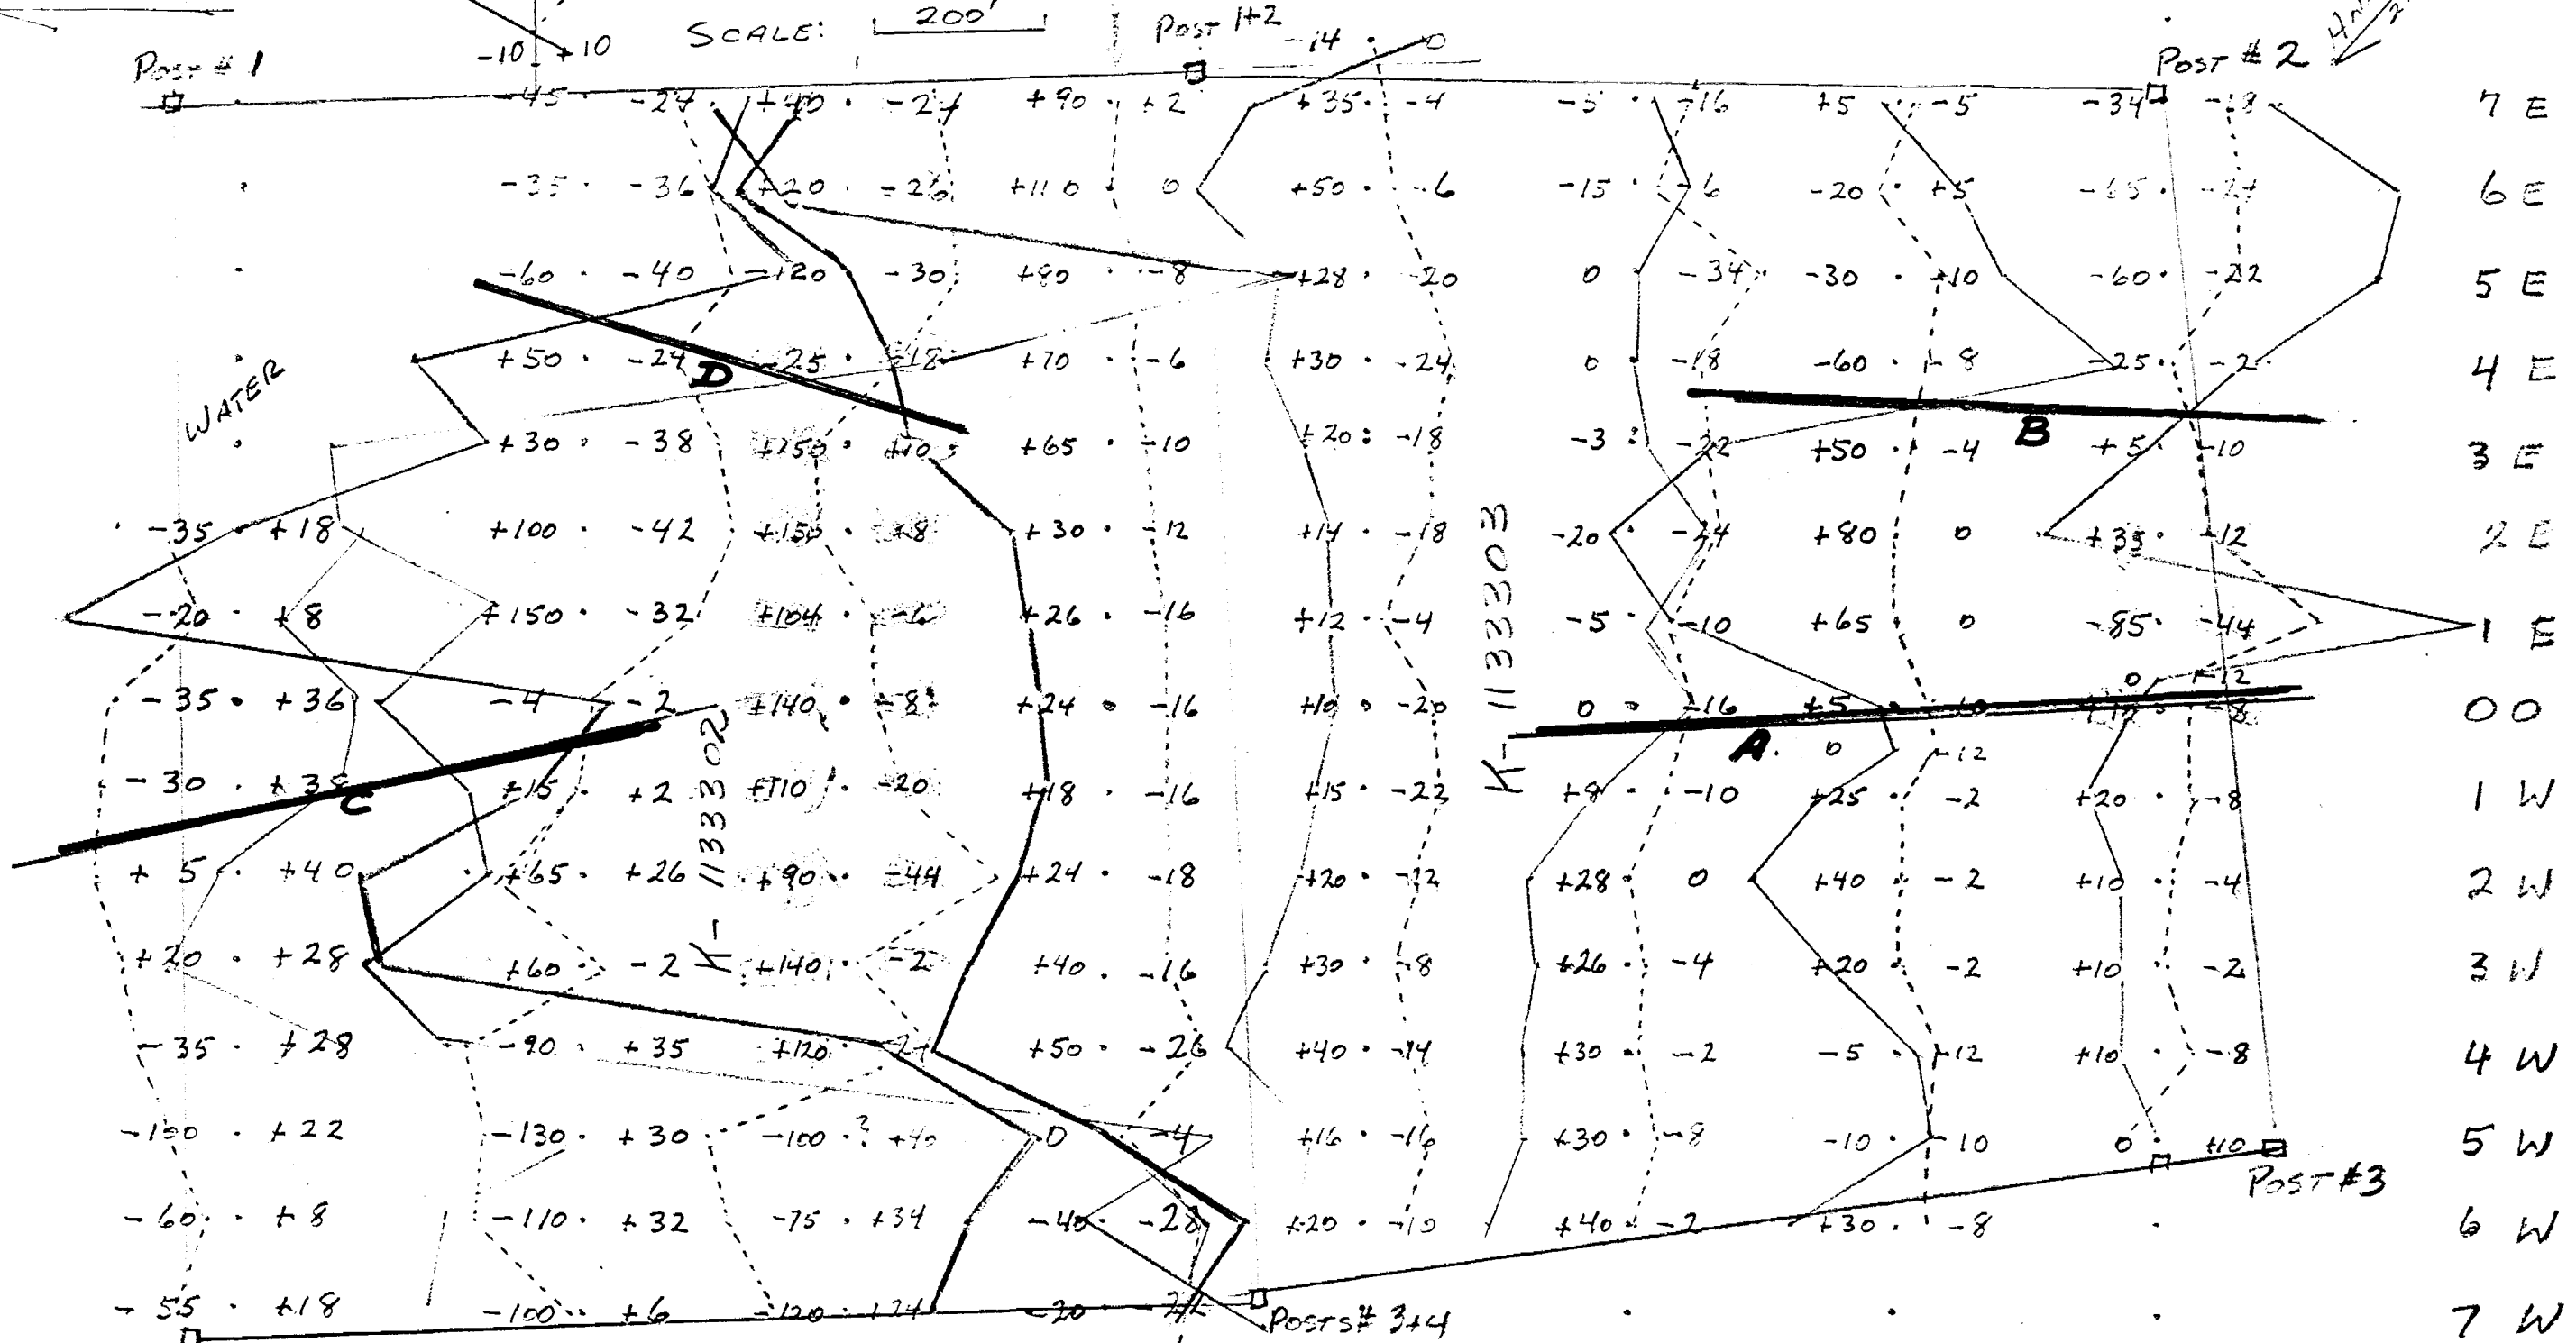 SCALE: 200'
Post 1+2
-14 0
-10 +10
Post #1
Post #2
-45 -24 +40 -24 +90 +2 +35 -4 -5 -16 +5 -5 -34 -18 7 E
-35 -36 +20 -26 +110 0 +50 -6 -15 -6 -20 +5 -65 -24 6 E
-60 -40 -120 -30 +80 -8 +28 -20 0 -34 -30 +10 -60 -22 5 E
WATER
+50 -24 -25 -18 +70 -6 +30 -24 0 -18 -60 -8 -25 -2 4 E
D
B
+30 -38 +250 +10 +65 -10 +20 -18 -3 -22 +50 -4 +5 -10 3 E
-35 +18 +100 -42 +150 +8 +30 -12 +14 -18 -20 -24 +80 0 +35 -12 2 E
K-1133303
-20 +8 +150 -32 +104 -6 +26 -16 +12 -4 -5 -10 +65 0 -85 -44 1 E
0 -12
-35 +36 -4 -2 +140 -8 +24 -16 +10 -20 0 -16 +5 -10 -8 00
A. 0 -12
-30 +38 +15 +2 +110 -20 +18 -16 +15 -22 +8 -10 +25 -2 +20 -8 1 W
C
K-1133302
+5 +40 +65 +26 +90 -44 +24 -18 +20 -12 +28 0 +40 -2 +10 -4 2 W
+20 +28 +60 -2 +140 -2 +40 -16 +30 -8 +26 -4 +20 -2 +10 -2 3 W
-35 +28 -90 +35 +120 -24 +50 -26 +40 -14 +30 -2 -5 -12 +10 -8 4 W
-100 +22 -130 +30 -100 ? +40 0 -4 +16 -16 +30 -8 -10 -10 0 +10 5 W
Post #3
-60 +8 -110 +32 -75 +34 -40 -28 +20 -10 +40 -2 +30 -8 6 W
-55 +18 -100 +6 -120 +24 -20 7 W
Posts# 3+4